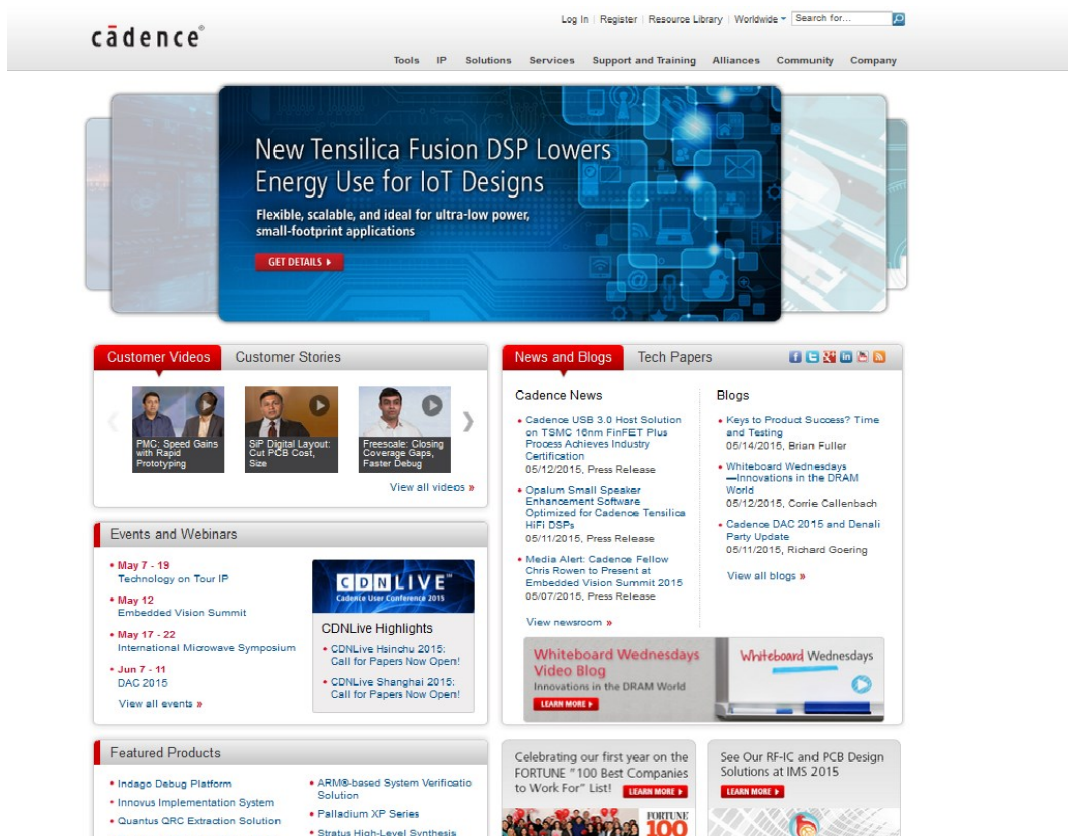 cādence®
Log In
Register
Resource Library
Worldwide
Search for...
Tools
IP
Solutions
Services
Support and Training
Alliances
Community
Company
New Tensilica Fusion DSP Lowers
Energy Use for IoT Designs
Flexible, scalable, and ideal for ultra-low power,
small-footprint applications
GET DETAILS
Customer Videos
Customer Stories
PMC: Speed Gains
with Rapid
Prototyping
SiP Digital Layout:
Cut PCB Cost,
Size
Freescale: Closing
Coverage Gaps,
Faster Debug
View all videos »
Events and Webinars
May 7 - 19
Technology on Tour IP
May 12
Embedded Vision Summit
May 17 - 22
International Microwave Symposium
Jun 7 - 11
DAC 2015
View all events »
CDNLIVE™
Cadence User Conference 2015
CDNLive Highlights
CDNLive Hsinchu 2015:
Call for Papers Now Open!
CDNLive Shanghai 2015:
Call for Papers Now Open!
News and Blogs
Tech Papers
Cadence News
Cadence USB 3.0 Host Solution
on TSMC 16nm FinFET Plus
Process Achieves Industry
Certification
05/12/2015, Press Release
Opalum Small Speaker
Enhancement Software
Optimized for Cadence Tensilica
HiFi DSPs
05/11/2015, Press Release
Media Alert: Cadence Fellow
Chris Rowen to Present at
Embedded Vision Summit 2015
05/07/2015, Press Release
View newsroom »
Blogs
Keys to Product Success? Time
and Testing
05/14/2015, Brian Fuller
Whiteboard Wednesdays
—Innovations in the DRAM
World
05/12/2015, Corrie Callenbach
Cadence DAC 2015 and Denali
Party Update
05/11/2015, Richard Goering
View all blogs »
Whiteboard Wednesdays
Video Blog
Innovations in the DRAM World
LEARN MORE
Whiteboard Wednesdays
Featured Products
Indago Debug Platform
Innovus Implementation System
Quantus QRC Extraction Solution
ARM®-based System Verificatio
Solution
Palladium XP Series
Stratus High-Level Synthesis
Celebrating our first year on the
FORTUNE "100 Best Companies
to Work For" List!
LEARN MORE
FORTUNE
100
See Our RF-IC and PCB Design
Solutions at IMS 2015
LEARN MORE